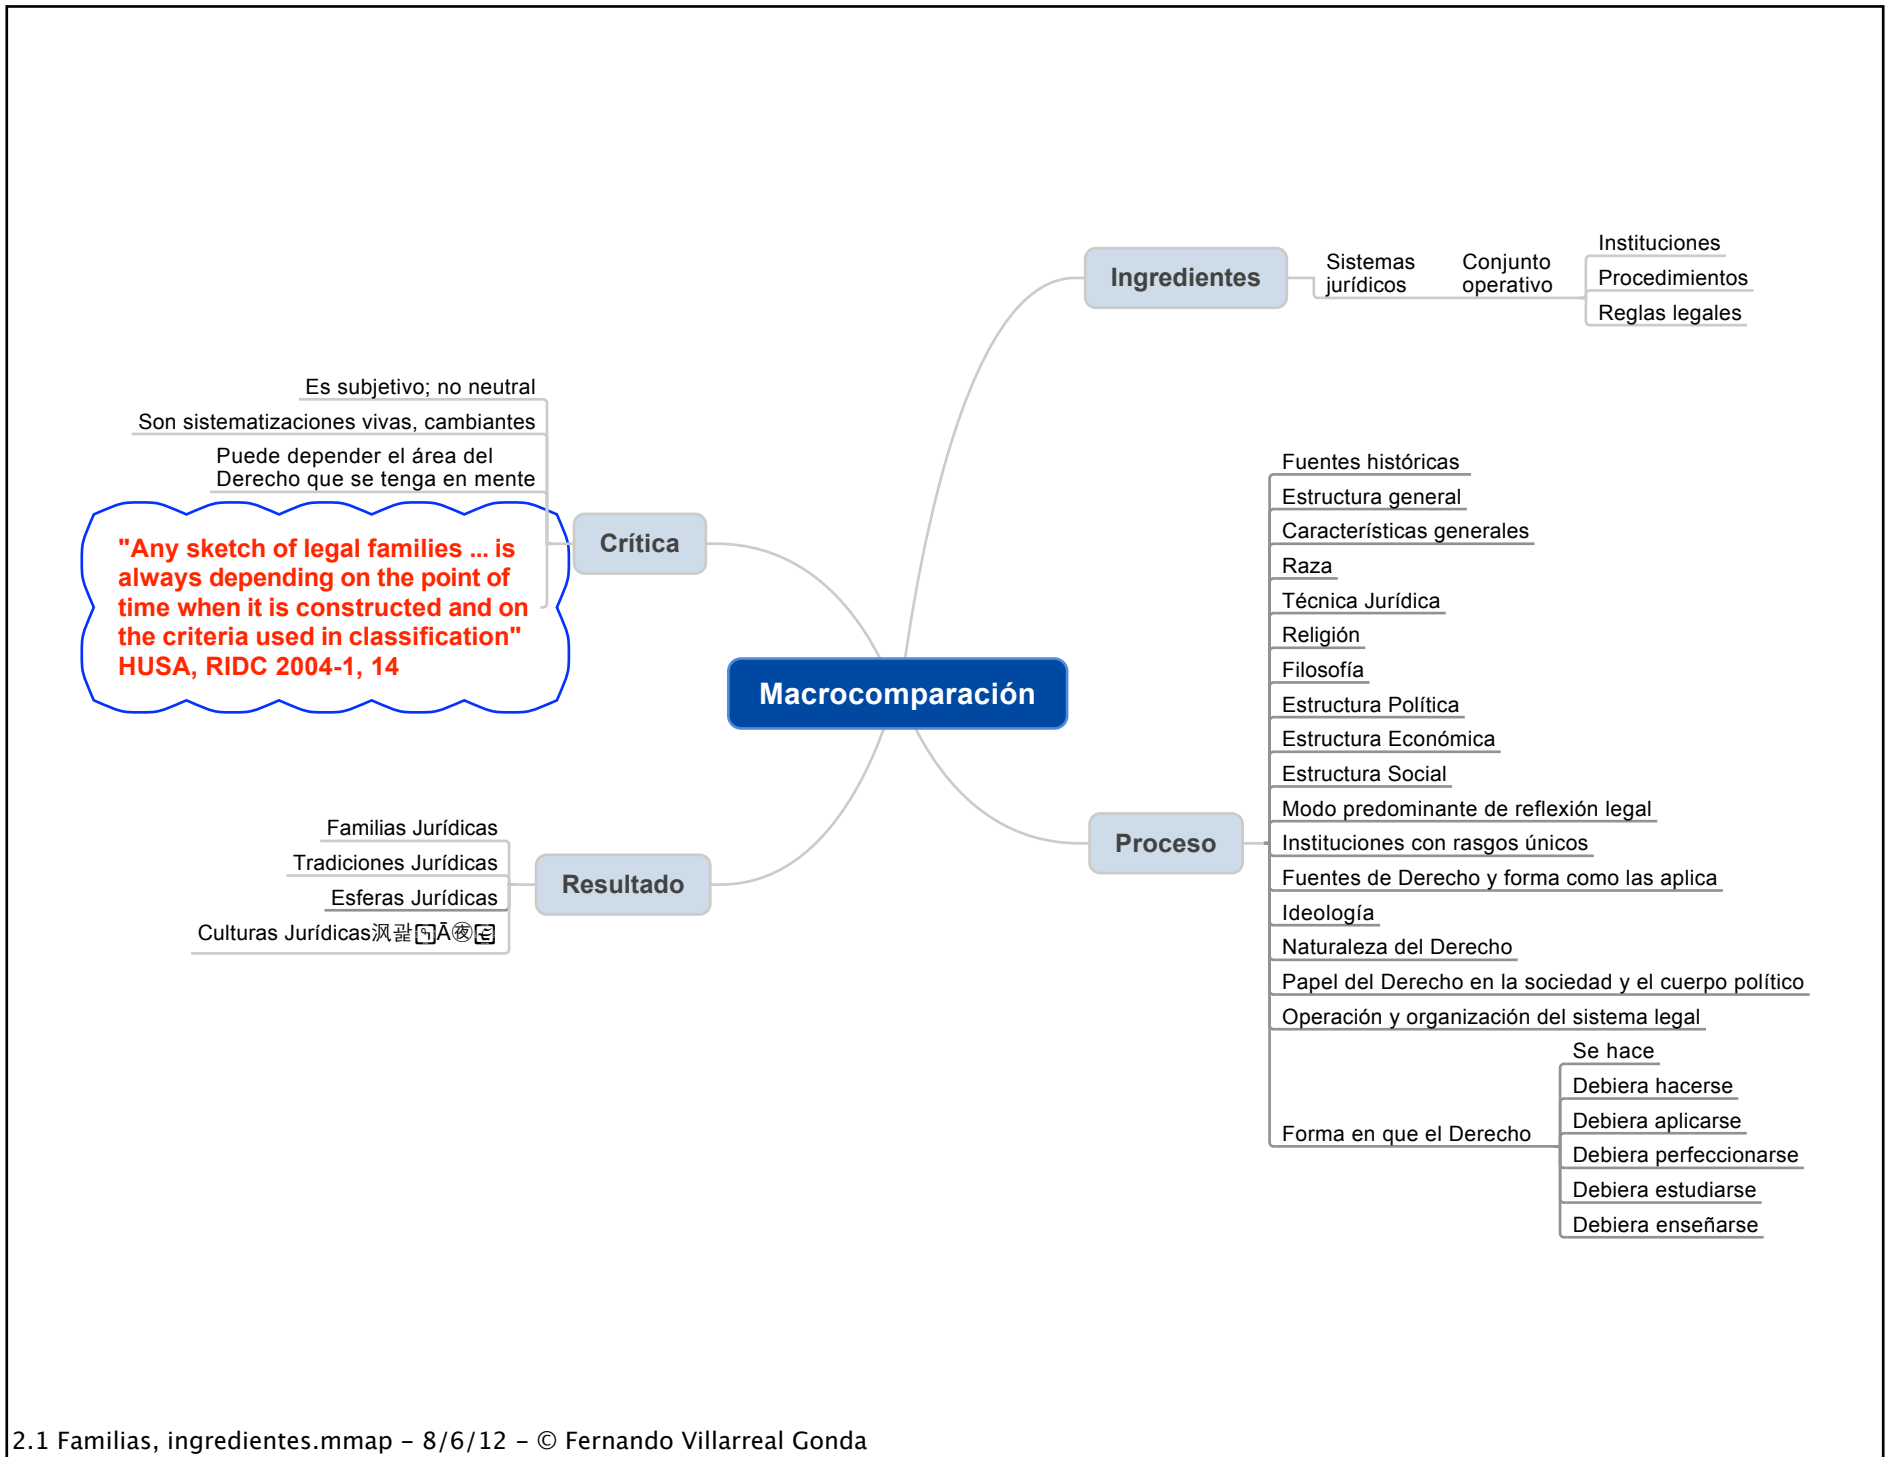 Macrocomparación
Ingredientes
Sistemas
jurídicos
Conjunto
operativo
Instituciones
Procedimientos
Reglas legales
Proceso
Fuentes históricas
Estructura general
Características generales
Raza
Técnica Jurídica
Religión
Filosofía
Estructura Política
Estructura Económica
Estructura Social
Modo predominante de reflexión legal
Instituciones con rasgos únicos
Fuentes de Derecho y forma como las aplica
Ideología
Naturaleza del Derecho
Papel del Derecho en la sociedad y el cuerpo político
Operación y organización del sistema legal
Forma en que el Derecho
Se hace
Debiera hacerse
Debiera aplicarse
Debiera perfeccionarse
Debiera estudiarse
Debiera enseñarse
Crítica
Es subjetivo; no neutral
Son sistematizaciones vivas, cambiantes
Puede depender el área del
Derecho que se tenga en mente
"Any sketch of legal families ... is
always depending on the point of
time when it is constructed and on
the criteria used in classification"
HUSA, RIDC 2004-1, 14
Resultado
Familias Jurídicas
Tradiciones Jurídicas
Esferas Jurídicas
Culturas Jurídicas
2.1 Familias, ingredientes.mmap - 8/6/12 - © Fernando Villarreal Gonda